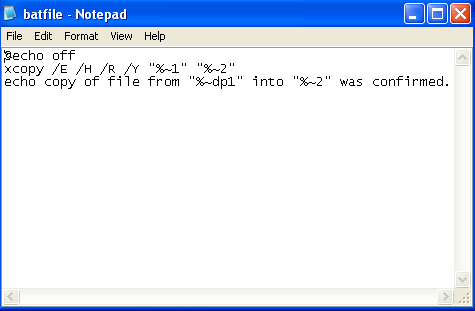 batfile - Notepad
File Edit Format View Help
@echo off
xcopy /E /H /R /Y "%~1" "%~2"
echo copy of file from "%~dp1" into "%~2" was confirmed.